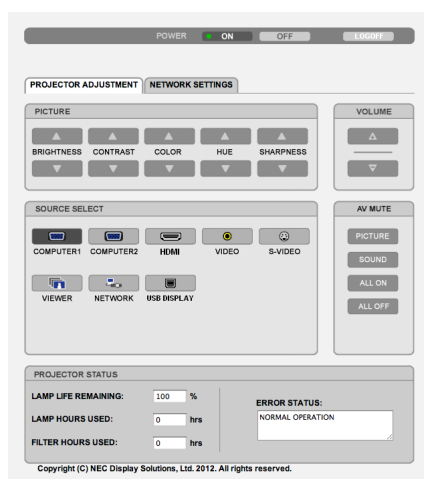 POWER ON OFF LOGOFF
PROJECTOR ADJUSTMENT NETWORK SETTINGS
PICTURE
BRIGHTNESS CONTRAST COLOR HUE SHARPNESS
VOLUME
SOURCE SELECT
COMPUTER1 COMPUTER2 HDMI VIDEO S-VIDEO
VIEWER NETWORK USB DISPLAY
AV MUTE
PICTURE
SOUND
ALL ON
ALL OFF
PROJECTOR STATUS
LAMP LIFE REMAINING: 100 %
LAMP HOURS USED: 0 hrs
FILTER HOURS USED: 0 hrs
ERROR STATUS:
NORMAL OPERATION
Copyright (C) NEC Display Solutions, Ltd. 2012. All rights reserved.